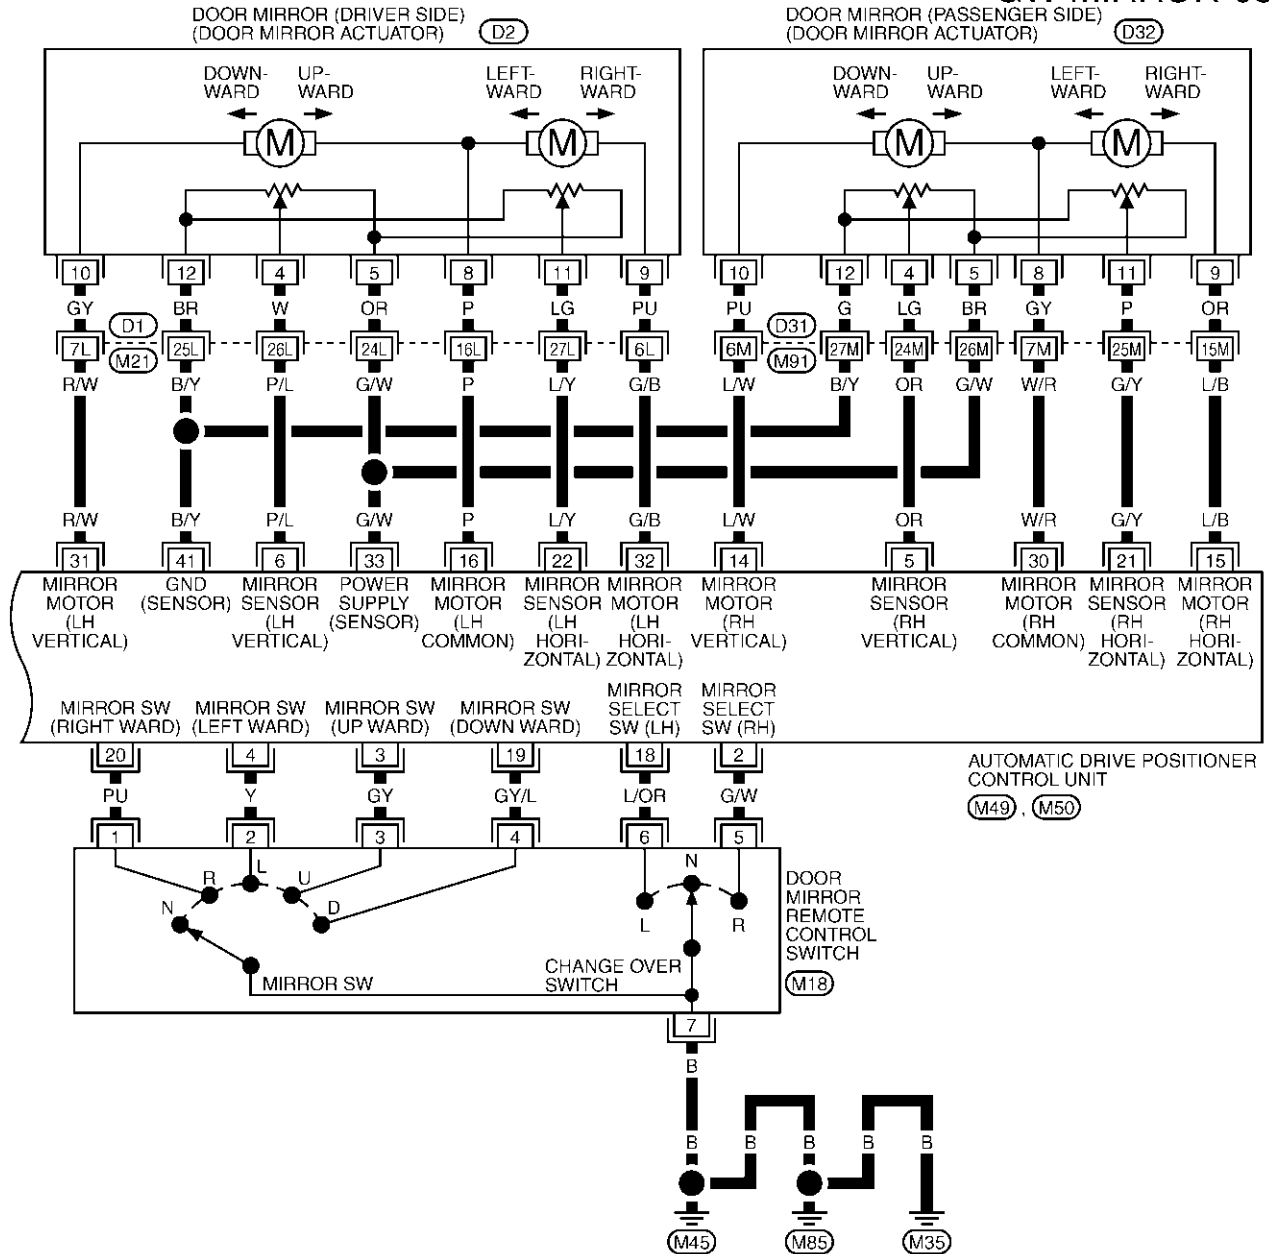 DOOR MIRROR (DRIVER SIDE)
(DOOR MIRROR ACTUATOR) D2
DOOR MIRROR (PASSENGER SIDE)
(DOOR MIRROR ACTUATOR) D32
DOWN- UP- LEFT- RIGHT- DOWN- UP- LEFT- RIGHT-
WARD WARD WARD WARD WARD WARD WARD WARD
M M M M
10 12 4 5 8 11 9 10 12 4 5 8 11 9
GY BR W OR P LG PU PU G LG BR GY P OR
D1 D31
7L 25L 26L 24L 16L 27L 6L 6M 27M 24M 26M 7M 25M 15M
M21 M91
R/W B/Y P/L G/W P L/Y G/B L/W B/Y OR G/W W/R G/Y L/B
R/W B/Y P/L G/W P L/Y G/B L/W OR W/R G/Y L/B
31 41 6 33 16 22 32 14 5 30 21 15
MIRROR MOTOR (LH VERTICAL)
GND (SENSOR)
MIRROR SENSOR (LH VERTICAL)
POWER SUPPLY (SENSOR)
MIRROR MOTOR (LH COMMON)
MIRROR SENSOR (LH HORI- ZONTAL)
MIRROR MOTOR (LH HORI- ZONTAL)
MIRROR MOTOR (RH VERTICAL)
MIRROR SENSOR (RH VERTICAL)
MIRROR MOTOR (RH COMMON)
MIRROR SENSOR (RH HORI- ZONTAL)
MIRROR MOTOR (RH HORI- ZONTAL)
MIRROR SW (RIGHT WARD)
MIRROR SW (LEFT WARD)
MIRROR SW (UP WARD)
MIRROR SW (DOWN WARD)
MIRROR SELECT SW (LH)
MIRROR SELECT SW (RH)
20 4 3 19 18 2
AUTOMATIC DRIVE POSITIONER
CONTROL UNIT
M49 , M50
PU Y GY GY/L L/OR G/W
1 2 3 4 6 5
N R L U D
L N R
MIRROR SW
CHANGE OVER
SWITCH
DOOR
MIRROR
REMOTE
CONTROL
SWITCH
M18
7
B
B B B B B
M45 M85 M35